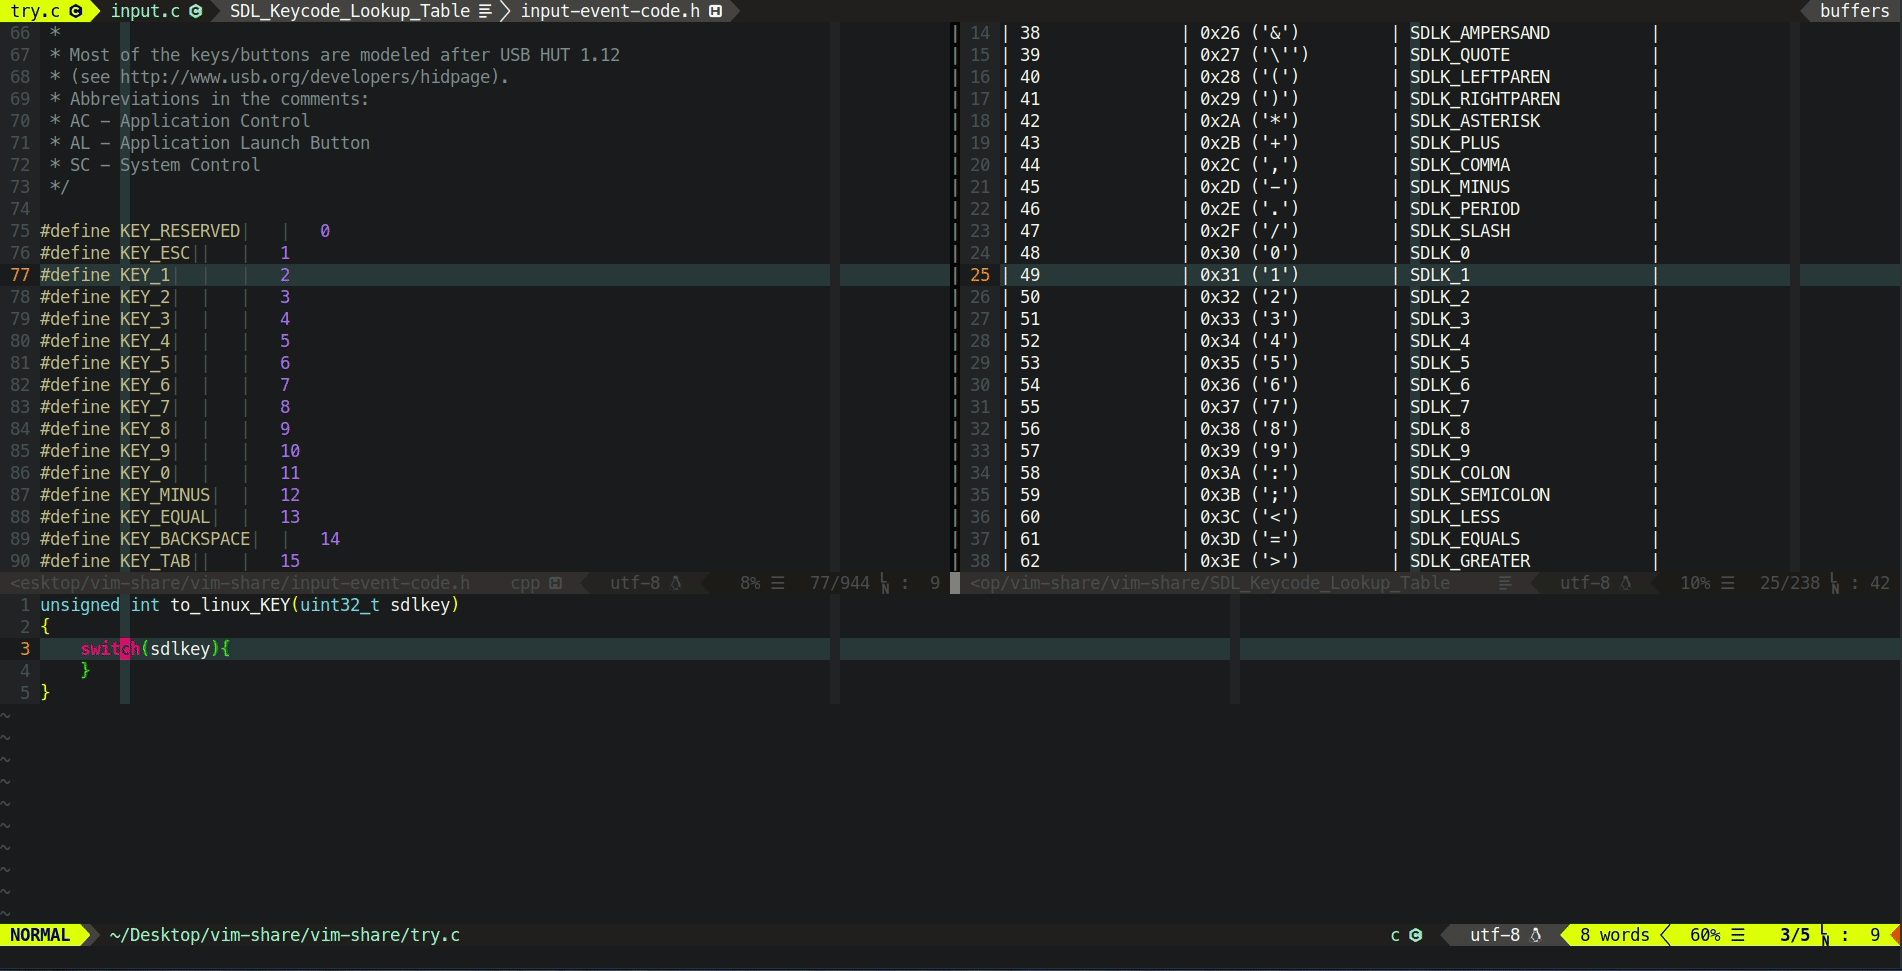 try.c input.c SDL_Keycode_Lookup_Table input-event-code.h buffers
66 *
67 * Most of the keys/buttons are modeled after USB HUT 1.12
68 * (see http://www.usb.org/developers/hidpage).
69 * Abbreviations in the comments:
70 * AC - Application Control
71 * AL - Application Launch Button
72 * SC - System Control
73 */
74
75 #define KEY_RESERVED| | 0
76 #define KEY_ESC|| | 1
77 #define KEY_1| | | 2
78 #define KEY_2| | | 3
79 #define KEY_3| | | 4
80 #define KEY_4| | | 5
81 #define KEY_5| | | 6
82 #define KEY_6| | | 7
83 #define KEY_7| | | 8
84 #define KEY_8| | | 9
85 #define KEY_9| | | 10
86 #define KEY_0| | | 11
87 #define KEY_MINUS| | 12
88 #define KEY_EQUAL| | 13
89 #define KEY_BACKSPACE| | 14
90 #define KEY_TAB|| | 15
<esktop/vim-share/vim-share/input-event-code.h cpp utf-8 8% ☰ 77/944 LN : 9
14 | 38 | 0x26 ('&') | SDLK_AMPERSAND |
15 | 39 | 0x27 ('\'') | SDLK_QUOTE |
16 | 40 | 0x28 ('(') | SDLK_LEFTPAREN |
17 | 41 | 0x29 (')') | SDLK_RIGHTPAREN |
18 | 42 | 0x2A ('*') | SDLK_ASTERISK |
19 | 43 | 0x2B ('+') | SDLK_PLUS |
20 | 44 | 0x2C (',') | SDLK_COMMA |
21 | 45 | 0x2D ('-') | SDLK_MINUS |
22 | 46 | 0x2E ('.') | SDLK_PERIOD |
23 | 47 | 0x2F ('/') | SDLK_SLASH |
24 | 48 | 0x30 ('0') | SDLK_0 |
25 | 49 | 0x31 ('1') | SDLK_1 |
26 | 50 | 0x32 ('2') | SDLK_2 |
27 | 51 | 0x33 ('3') | SDLK_3 |
28 | 52 | 0x34 ('4') | SDLK_4 |
29 | 53 | 0x35 ('5') | SDLK_5 |
30 | 54 | 0x36 ('6') | SDLK_6 |
31 | 55 | 0x37 ('7') | SDLK_7 |
32 | 56 | 0x38 ('8') | SDLK_8 |
33 | 57 | 0x39 ('9') | SDLK_9 |
34 | 58 | 0x3A (':') | SDLK_COLON |
35 | 59 | 0x3B (';') | SDLK_SEMICOLON |
36 | 60 | 0x3C ('<') | SDLK_LESS |
37 | 61 | 0x3D ('=') | SDLK_EQUALS |
38 | 62 | 0x3E ('>') | SDLK_GREATER |
<op/vim-share/vim-share/SDL_Keycode_Lookup_Table utf-8 10% ☰ 25/238 LN : 42
1 unsigned int to_linux_KEY(uint32_t sdlkey)
2 {
3 switch(sdlkey){
4 }
5 }
~
~
~
~
~
~
~
~
~
~
NORMAL ~/Desktop/vim-share/vim-share/try.c c utf-8 8 words 60% ☰ 3/5 LN : 9